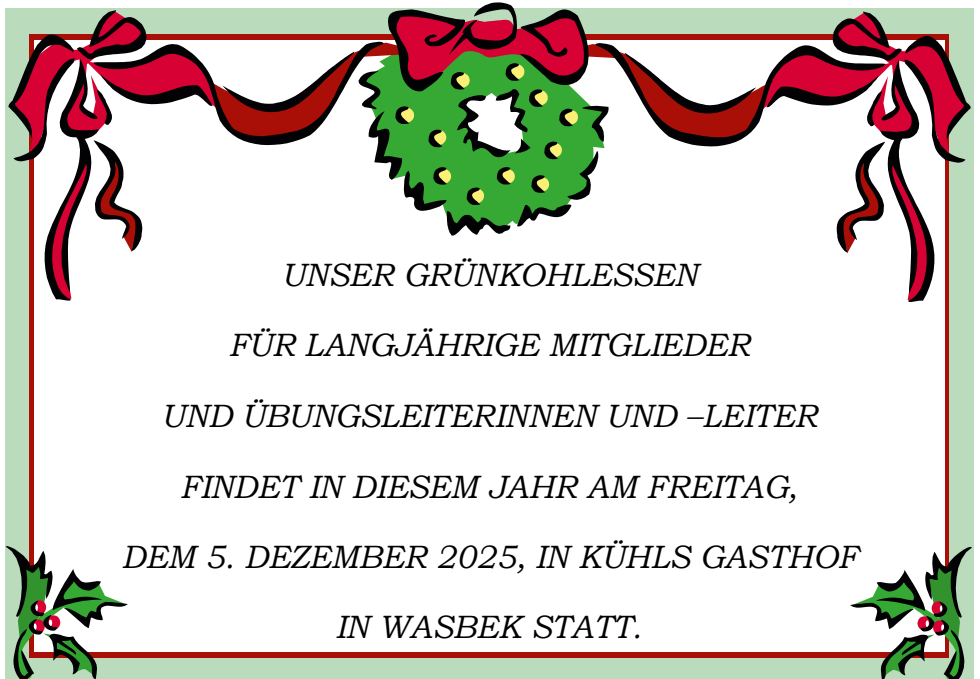 UNSER GRÜNKOHLESSEN
FÜR LANGJÄHRIGE MITGLIEDER
UND ÜBUNGSLEITERINNEN UND –LEITER
FINDET IN DIESEM JAHR AM FREITAG,
DEM 5. DEZEMBER 2025, IN KÜHLS GASTHOF
IN WASBEK STATT.